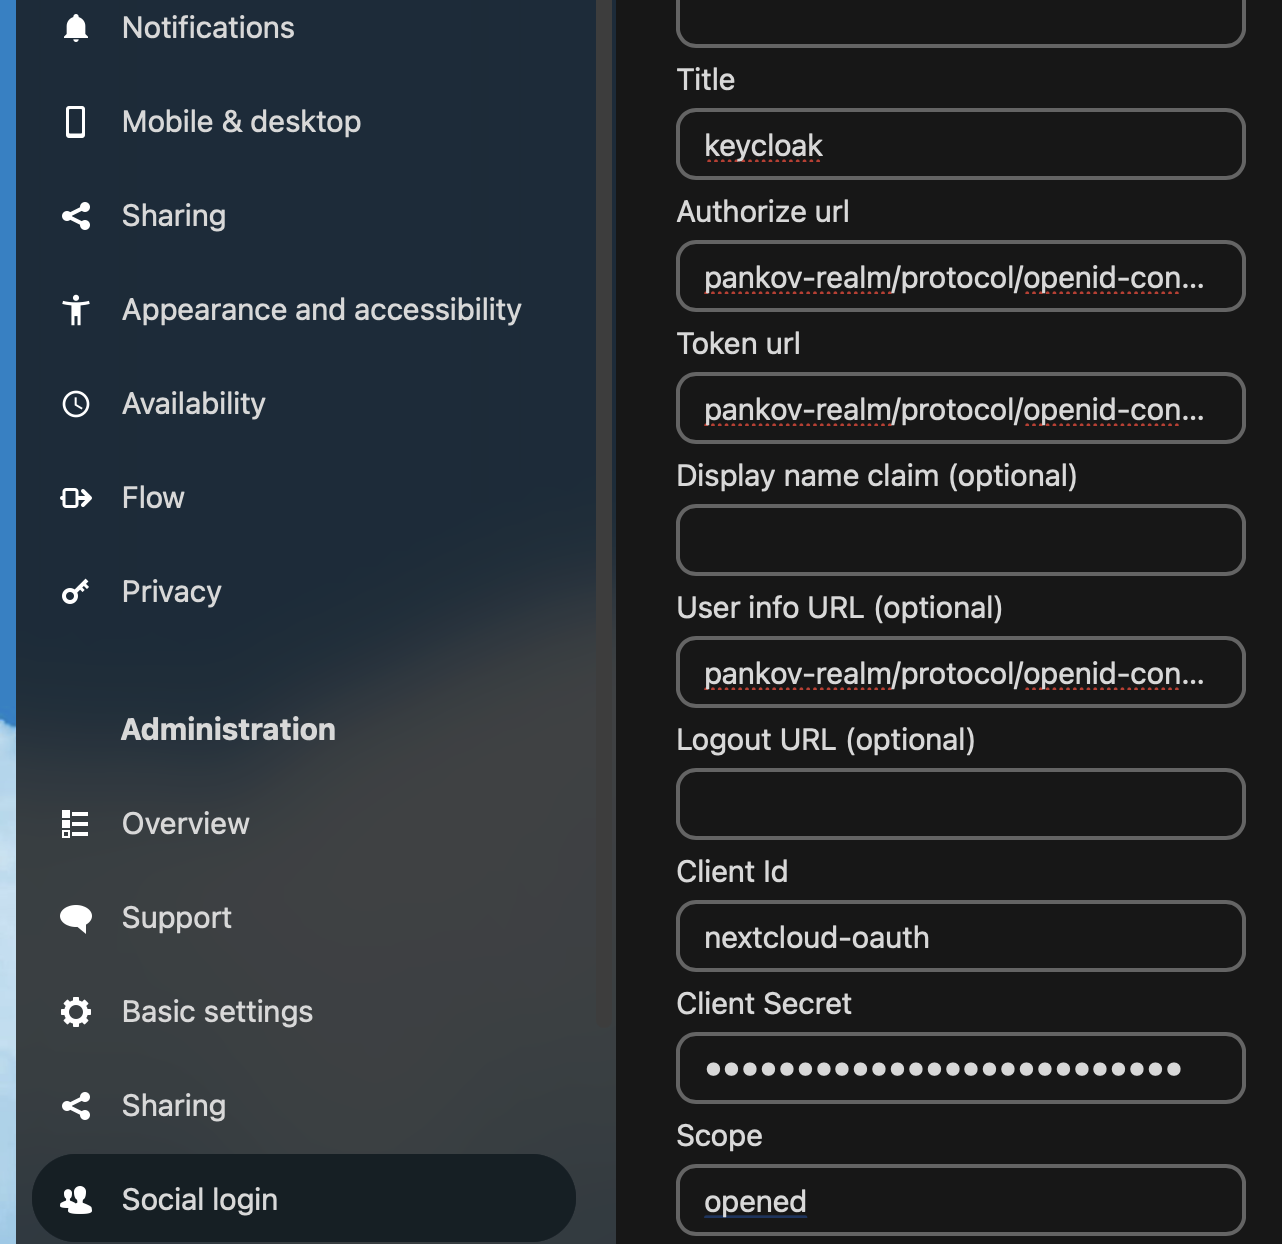 Notifications
Mobile & desktop
Sharing
Appearance and accessibility
Availability
Flow
Privacy
Administration
Overview
Support
Basic settings
Sharing
Social login
Title
keycloak
Authorize url
pankov-realm/protocol/openid-con...
Token url
pankov-realm/protocol/openid-con...
Display name claim (optional)
User info URL (optional)
pankov-realm/protocol/openid-con...
Logout URL (optional)
Client Id
nextcloud-oauth
Client Secret
••••••••••••••••••••••••••
Scope
opened